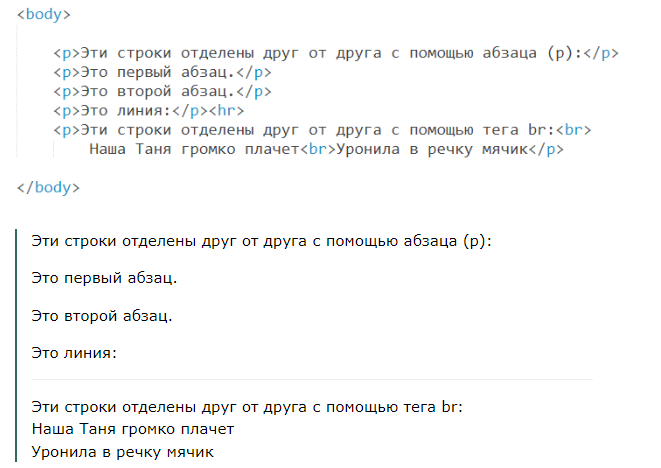 <body>
<p>Эти строки отделены друг от друга с помощью абзаца (p):</p>
<p>Это первый абзац.</p>
<p>Это второй абзац.</p>
<p>Это линия:</p><hr>
<p>Эти строки отделены друг от друга с помощью тега br:<br>
Наша Таня громко плачет<br>Уронила в речку мячик</p>
</body>
Эти строки отделены друг от друга с помощью абзаца (p):
Это первый абзац.
Это второй абзац.
Это линия:
Эти строки отделены друг от друга с помощью тега br:
Наша Таня громко плачет
Уронила в речку мячик